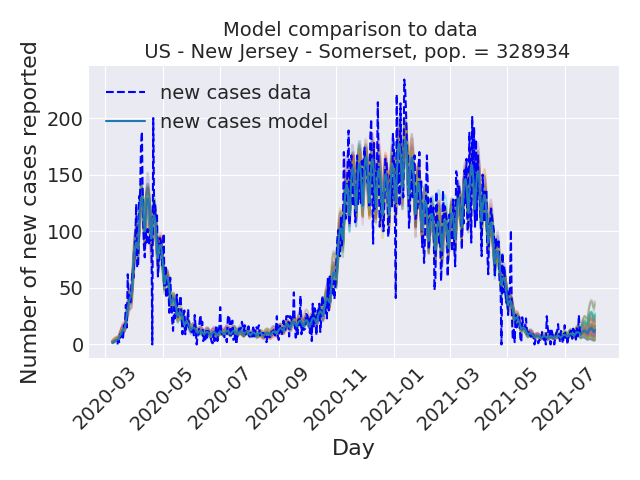 Model comparison to data
US - New Jersey - Somerset, pop. = 328934
new cases data
new cases model
Number of new cases reported
200
150
100
50
0
2020-03
2020-05
2020-07
2020-09
2020-11
2021-01
2021-03
2021-05
2021-07
Day